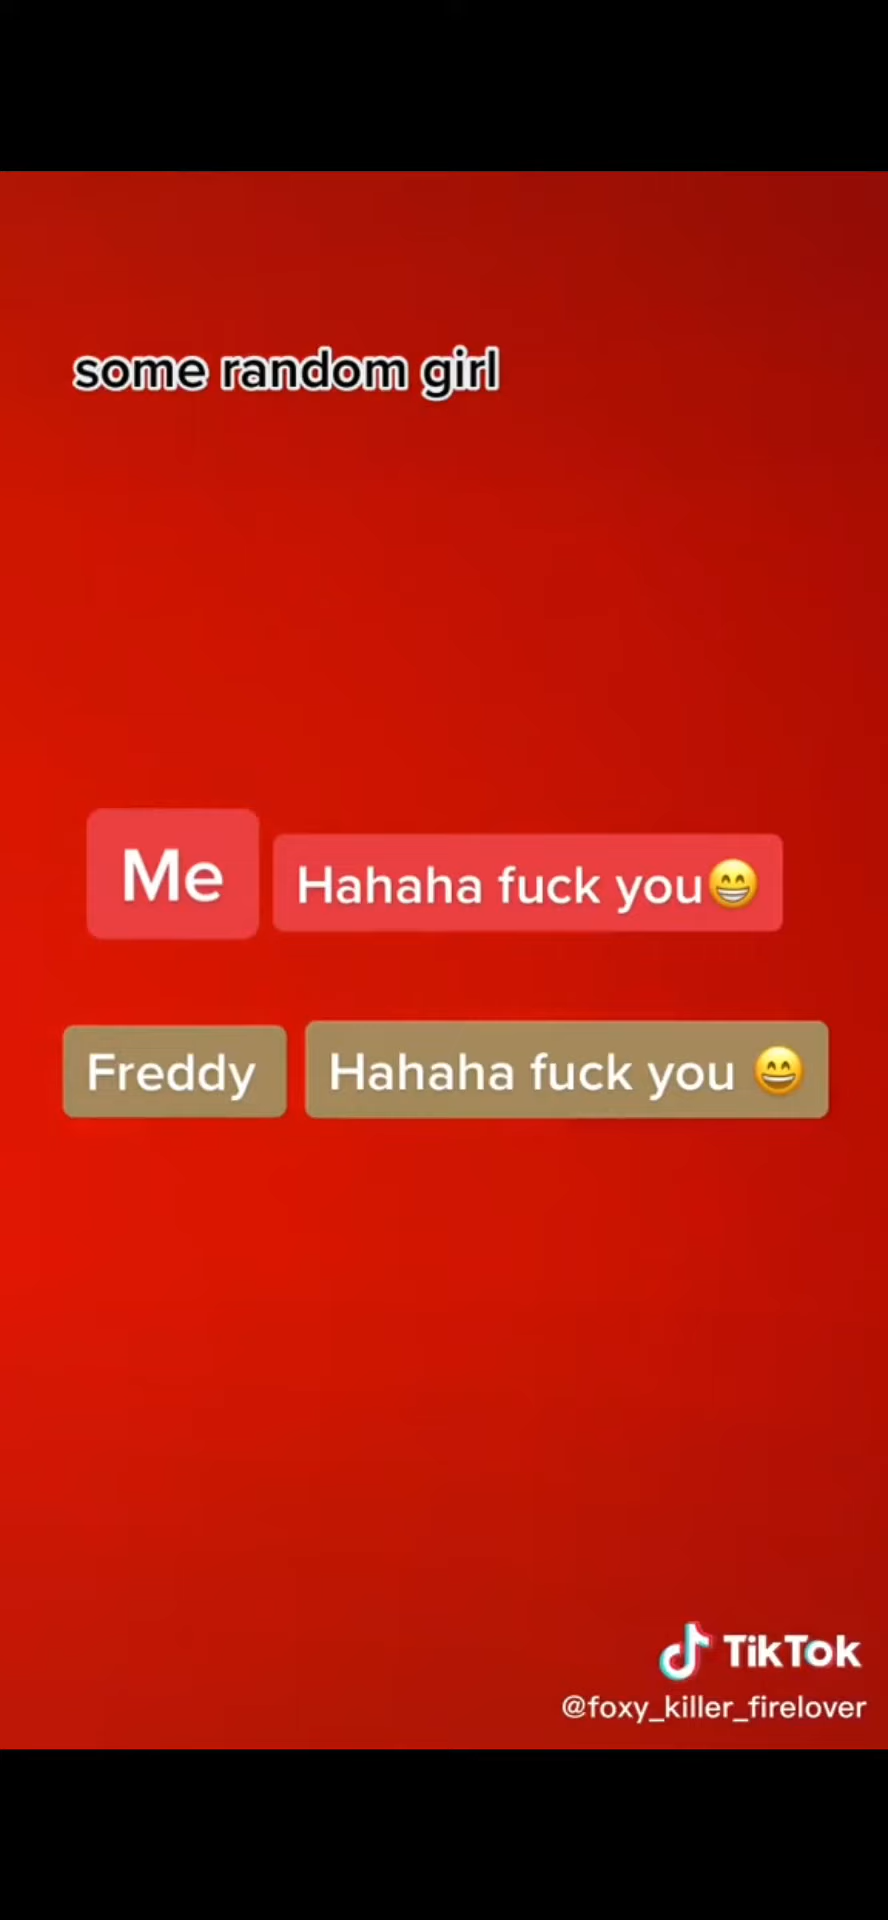 some random girl
Me Hahaha fuck you😁
Freddy Hahaha fuck you 😄
TikTok
@foxy_killer_firelover